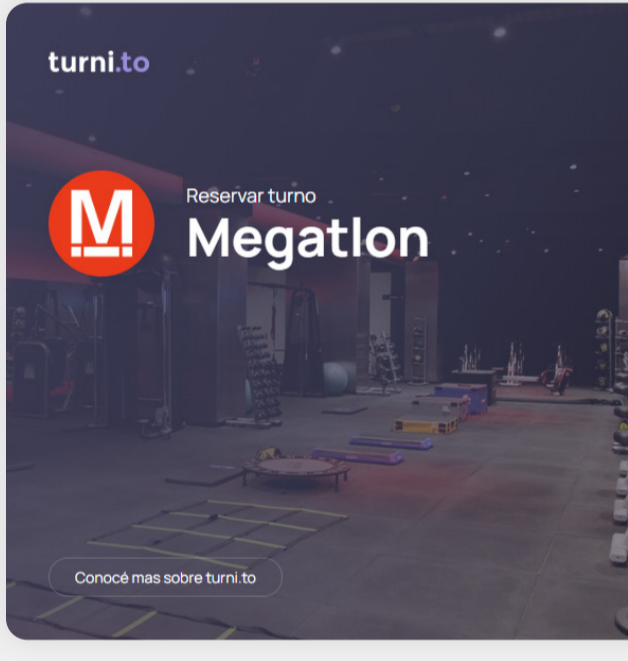 turni.to
M
Reservar turno
Megatlon
Conocé mas sobre turni.to